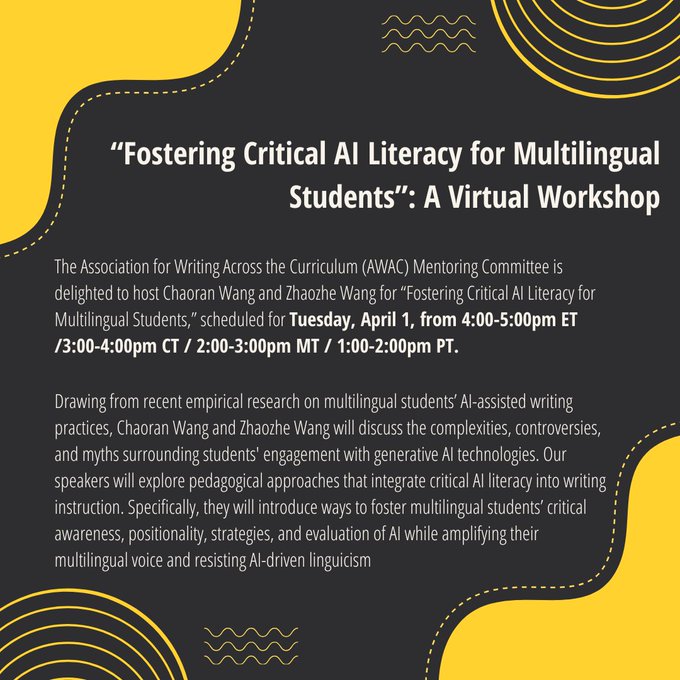 “Fostering Critical AI Literacy for Multilingual
Students”: A Virtual Workshop
The Association for Writing Across the Curriculum (AWAC) Mentoring Committee is
delighted to host Chaoran Wang and Zhaozhe Wang for “Fostering Critical AI Literacy for
Multilingual Students,” scheduled for Tuesday, April 1, from 4:00-5:00pm ET
/3:00-4:00pm CT / 2:00-3:00pm MT / 1:00-2:00pm PT.
Drawing from recent empirical research on multilingual students’ AI-assisted writing
practices, Chaoran Wang and Zhaozhe Wang will discuss the complexities, controversies,
and myths surrounding students' engagement with generative AI technologies. Our
speakers will explore pedagogical approaches that integrate critical AI literacy into writing
instruction. Specifically, they will introduce ways to foster multilingual students’ critical
awareness, positionality, strategies, and evaluation of AI while amplifying their
multilingual voice and resisting AI-driven linguicism